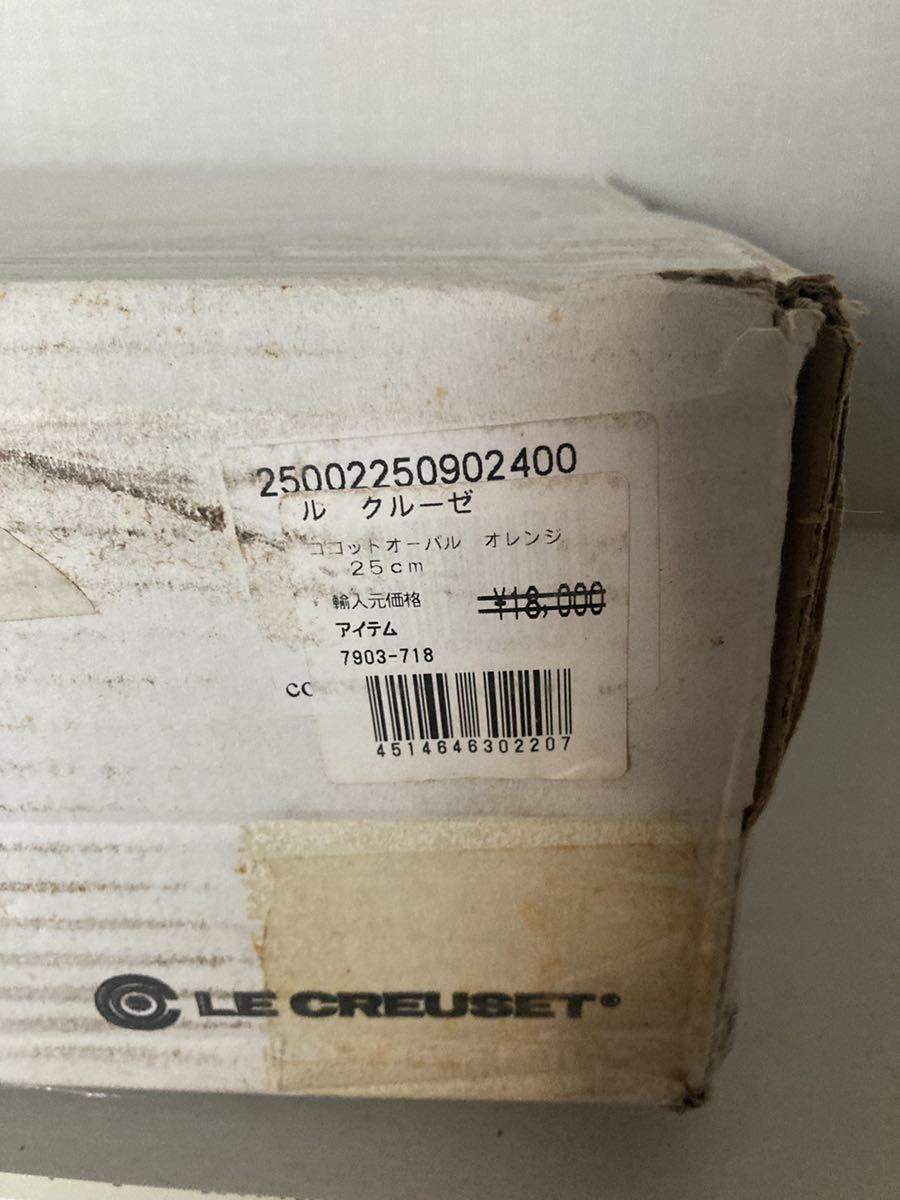 25002250902400
ル クルーゼ
ココットオーバル オレンジ
25cm
輸入元価格 ¥18,000
アイテム
7903-718
CO
4514646302207
LE CREUSET®